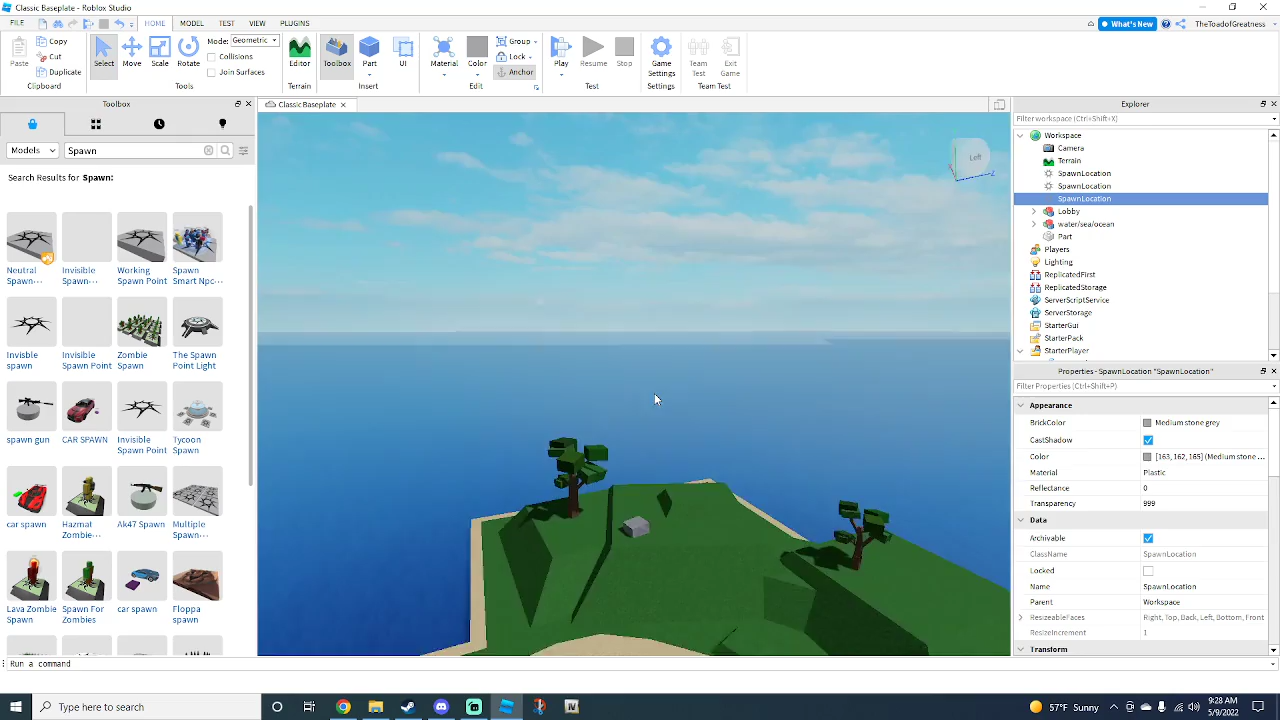 Classic Baseplate - Roblox Studio
FILE
HOME MODEL TEST VIEW PLUGINS
What's New TheToadofGreatness
Paste
Copy
Cut
Duplicate
Clipboard
Select Move Scale Rotate
Mode: Geometric
Collisions
Join Surfaces
Tools
Editor
Terrain
Toolbox Part UI
Insert
Material Color
Group
Lock
Anchor
Edit
Play Resume Stop
Test
Game Settings
Settings
Team Test
Exit Game
Team Test
Toolbox
Models Spawn
Search Results for Spawn:
Neutral Spawn···
Invisible Spawn···
Working Spawn Point
Spawn Smart Npc···
Invisble spawn
Invisible Spawn Point
Zombie Spawn
The Spawn Point Light
spawn gun
CAR SPAWN
Invisible Spawn Point
Tycoon Spawn
car spawn
Hazmat Zombie···
Ak47 Spawn
Multiple Spawn···
Lava Zombie Spawn
Spawn For Zombies
car spawn
Floppa spawn
Classic Baseplate
Left
Explorer
Filter workspace (Ctrl+Shift+X)
Workspace
Camera
Terrain
SpawnLocation
SpawnLocation
SpawnLocation
Lobby
water/sea/ocean
Part
Players
Lighting
ReplicatedFirst
ReplicatedStorage
ServerScriptService
ServerStorage
StarterGui
StarterPack
StarterPlayer
Properties - SpawnLocation "SpawnLocation"
Filter Properties (Ctrl+Shift+P)
Appearance
BrickColor Medium stone grey
CastShadow
Color [163, 162, 165] (Medium stone ...
Material Plastic
Reflectance 0
Transparency 999
Data
Archivable
ClassName SpawnLocation
Locked
Name SpawnLocation
Parent Workspace
ResizeableFaces Right, Top, Back, Left, Bottom, Front
ResizeIncrement 1
Transform
Run a command
Type here to search
57°F Sunny
9:28 AM
5/9/2022